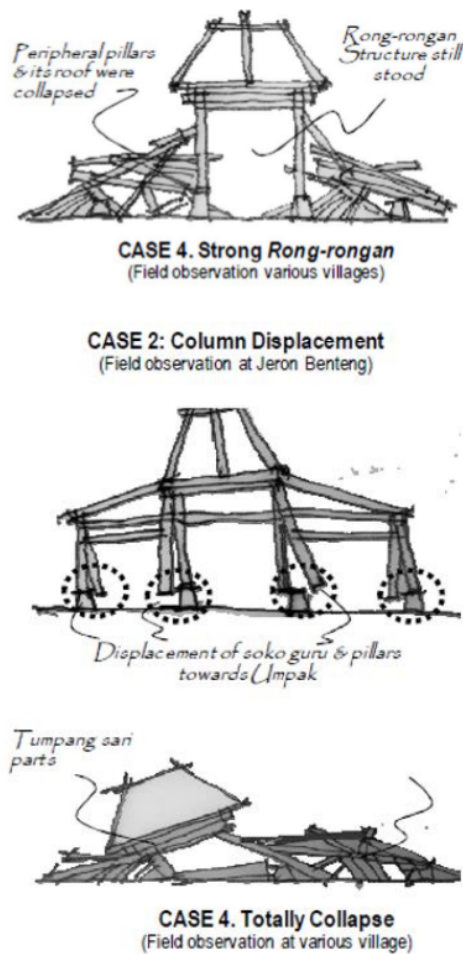 Peripheral pillars
& its roof were
collapsed
Rong-rongan
Structure still
stood
CASE 4. Strong Rong-rongan
(Field observation various villages)
CASE 2: Column Displacement
(Field observation at Jeron Benteng)
Displacement of soko guru & pillars
towards Umpak
Tumpang sari
parts
CASE 4. Totally Collapse
(Field observation at various village)